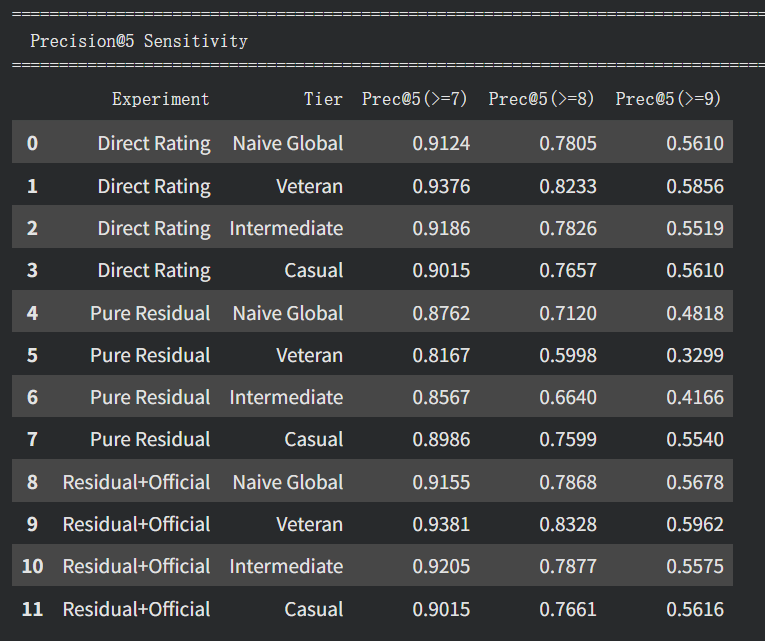 ================================================================================
Precision@5 Sensitivity
================================================================================
Experiment Tier Prec@5(>=7) Prec@5(>=8) Prec@5(>=9)
0 Direct Rating Naive Global 0.9124 0.7805 0.5610
1 Direct Rating Veteran 0.9376 0.8233 0.5856
2 Direct Rating Intermediate 0.9186 0.7826 0.5519
3 Direct Rating Casual 0.9015 0.7657 0.5610
4 Pure Residual Naive Global 0.8762 0.7120 0.4818
5 Pure Residual Veteran 0.8167 0.5998 0.3299
6 Pure Residual Intermediate 0.8567 0.6640 0.4166
7 Pure Residual Casual 0.8986 0.7599 0.5540
8 Residual+Official Naive Global 0.9155 0.7868 0.5678
9 Residual+Official Veteran 0.9381 0.8328 0.5962
10 Residual+Official Intermediate 0.9205 0.7877 0.5575
11 Residual+Official Casual 0.9015 0.7661 0.5616